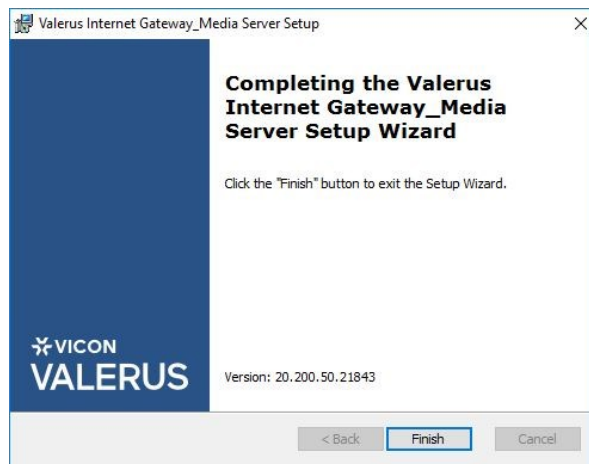 Valerus Internet Gateway_Media Server Setup
Completing the Valerus
Internet Gateway_Media
Server Setup Wizard
Click the "Finish" button to exit the Setup Wizard.
VICON
VALERUS
Version: 20.200.50.21843
< Back
Finish
Cancel